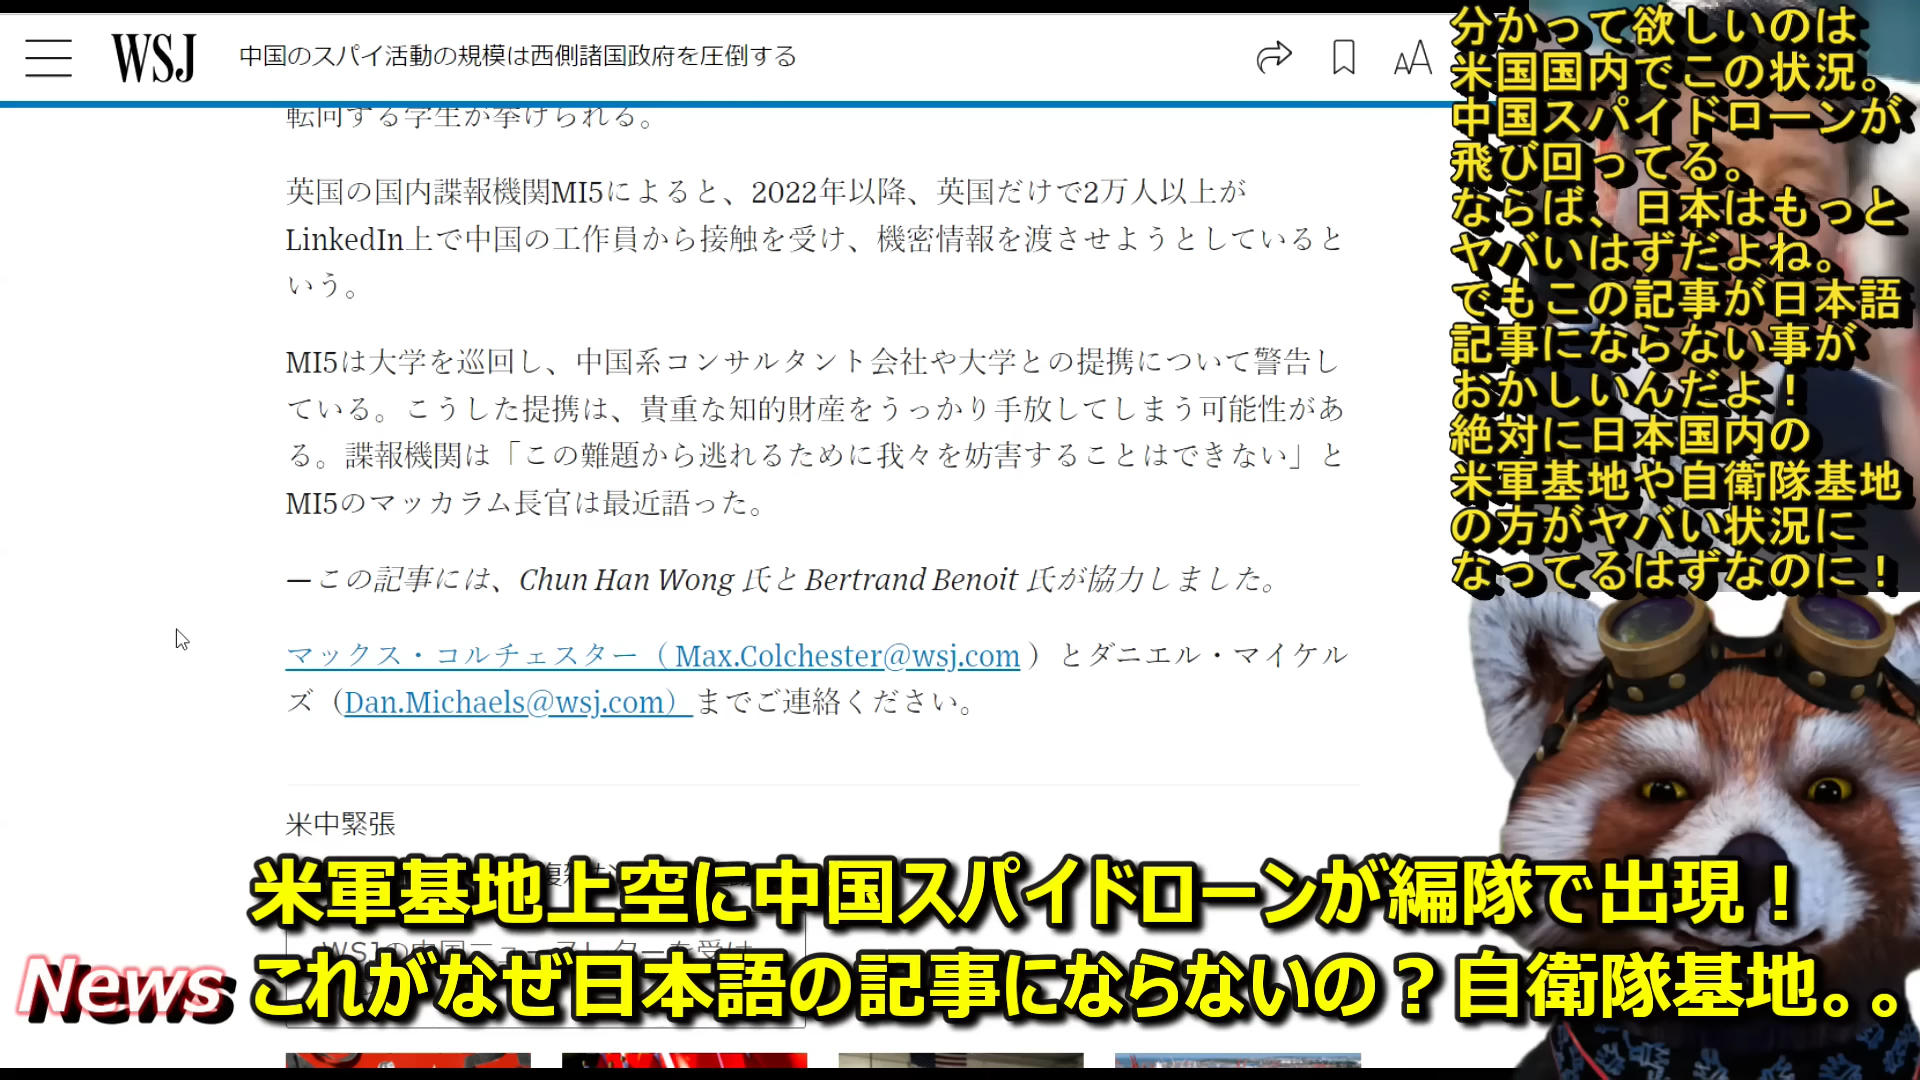 WSJ
中国のスパイ活動の規模は西側諸国政府を圧倒する
転向する学生が挙げられる。
英国の国内諜報機関MI5によると、2022年以降、英国だけで2万人以上が
LinkedIn上で中国の工作員から接触を受け、機密情報を渡させようとしていると
いう。
MI5は大学を巡回し、中国系コンサルタント会社や大学との提携について警告し
ている。こうした提携は、貴重な知的財産をうっかり手放してしまう可能性があ
る。諜報機関は「この難題から逃れるために我々を妨害することはできない」と
MI5のマッカラム長官は最近語った。
—この記事には、Chun Han Wong 氏と Bertrand Benoit 氏が協力しました。
マックス・コルチェスター（ Max.Colchester@wsj.com ）とダニエル・マイケル
ズ（Dan.Michaels@wsj.com）までご連絡ください。
米中緊張
分かって欲しいのは
米国国内でこの状況。
中国スパイドローンが
飛び回ってる。
ならば、日本はもっと
ヤバいはずだよね。
でもこの記事が日本語
記事にならない事が
おかしいんだよ！
絶対に日本国内の
米軍基地や自衛隊基地
の方がヤバい状況に
なってるはずなのに！
米軍基地上空に中国スパイドローンが編隊で出現！
これがなぜ日本語の記事にならないの？自衛隊基地。。
News